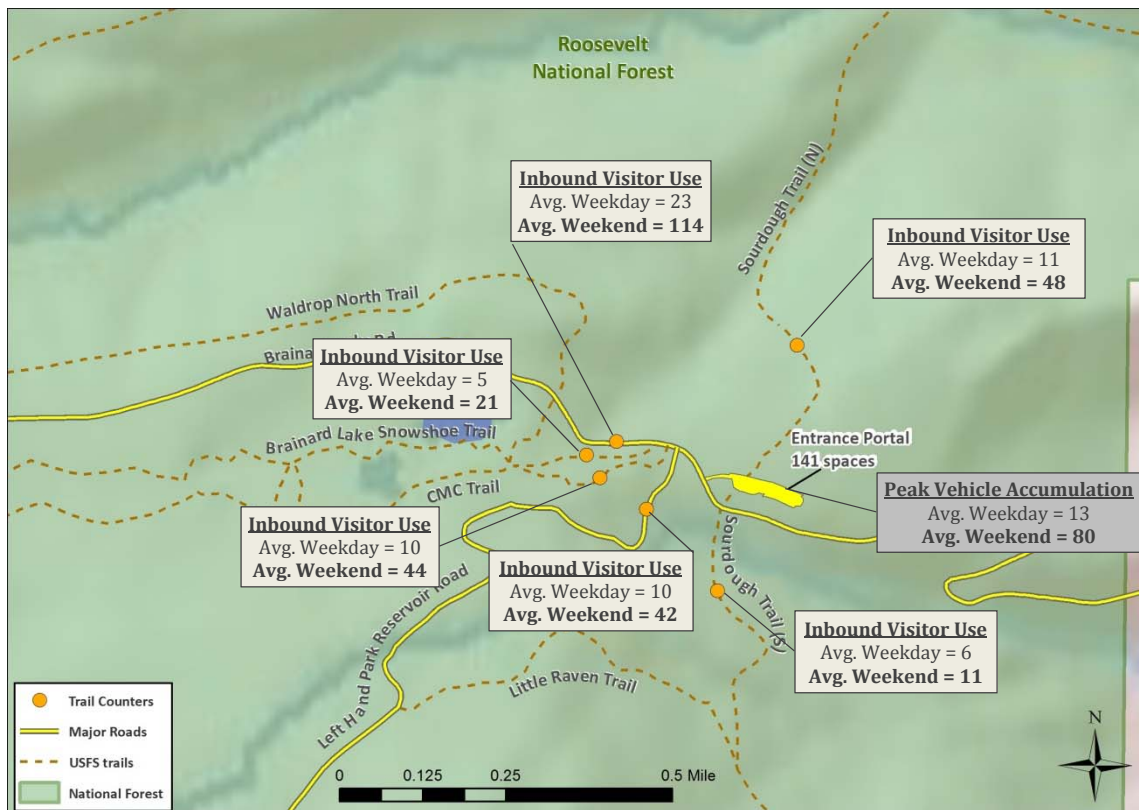 Roosevelt
National Forest
Inbound Visitor Use
Avg. Weekday = 23
Avg. Weekend = 114
Sourdough Trail (N)
Inbound Visitor Use
Avg. Weekday = 11
Avg. Weekend = 48
Waldrop North Trail
Braina
Rd
Inbound Visitor Use
Avg. Weekday = 5
Avg. Weekend = 21
Brainard Lake Snowshoe Trail
CMC Trail
Entrance Portal
141 spaces
Peak Vehicle Accumulation
Avg. Weekday = 13
Avg. Weekend = 80
Inbound Visitor Use
Avg. Weekday = 10
Avg. Weekend = 44
Inbound Visitor Use
Avg. Weekday = 10
Avg. Weekend = 42
Sourdough Trail (S)
Inbound Visitor Use
Avg. Weekday = 6
Avg. Weekend = 11
Left Hand Park Reservoir Road
Little Raven Trail
Trail Counters
Major Roads
USFS trails
National Forest
0 0.125 0.25 0.5 Mile
N